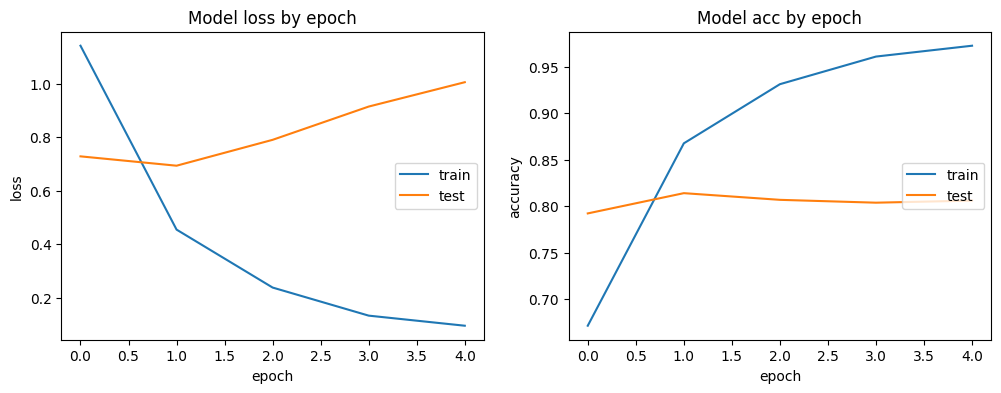 Model loss by epoch
1.0
0.8
0.6
0.4
0.2
loss
train
test
0.0 0.5 1.0 1.5 2.0 2.5 3.0 3.5 4.0
epoch
Model acc by epoch
0.95
0.90
0.85
0.80
0.75
0.70
accuracy
train
test
0.0 0.5 1.0 1.5 2.0 2.5 3.0 3.5 4.0
epoch